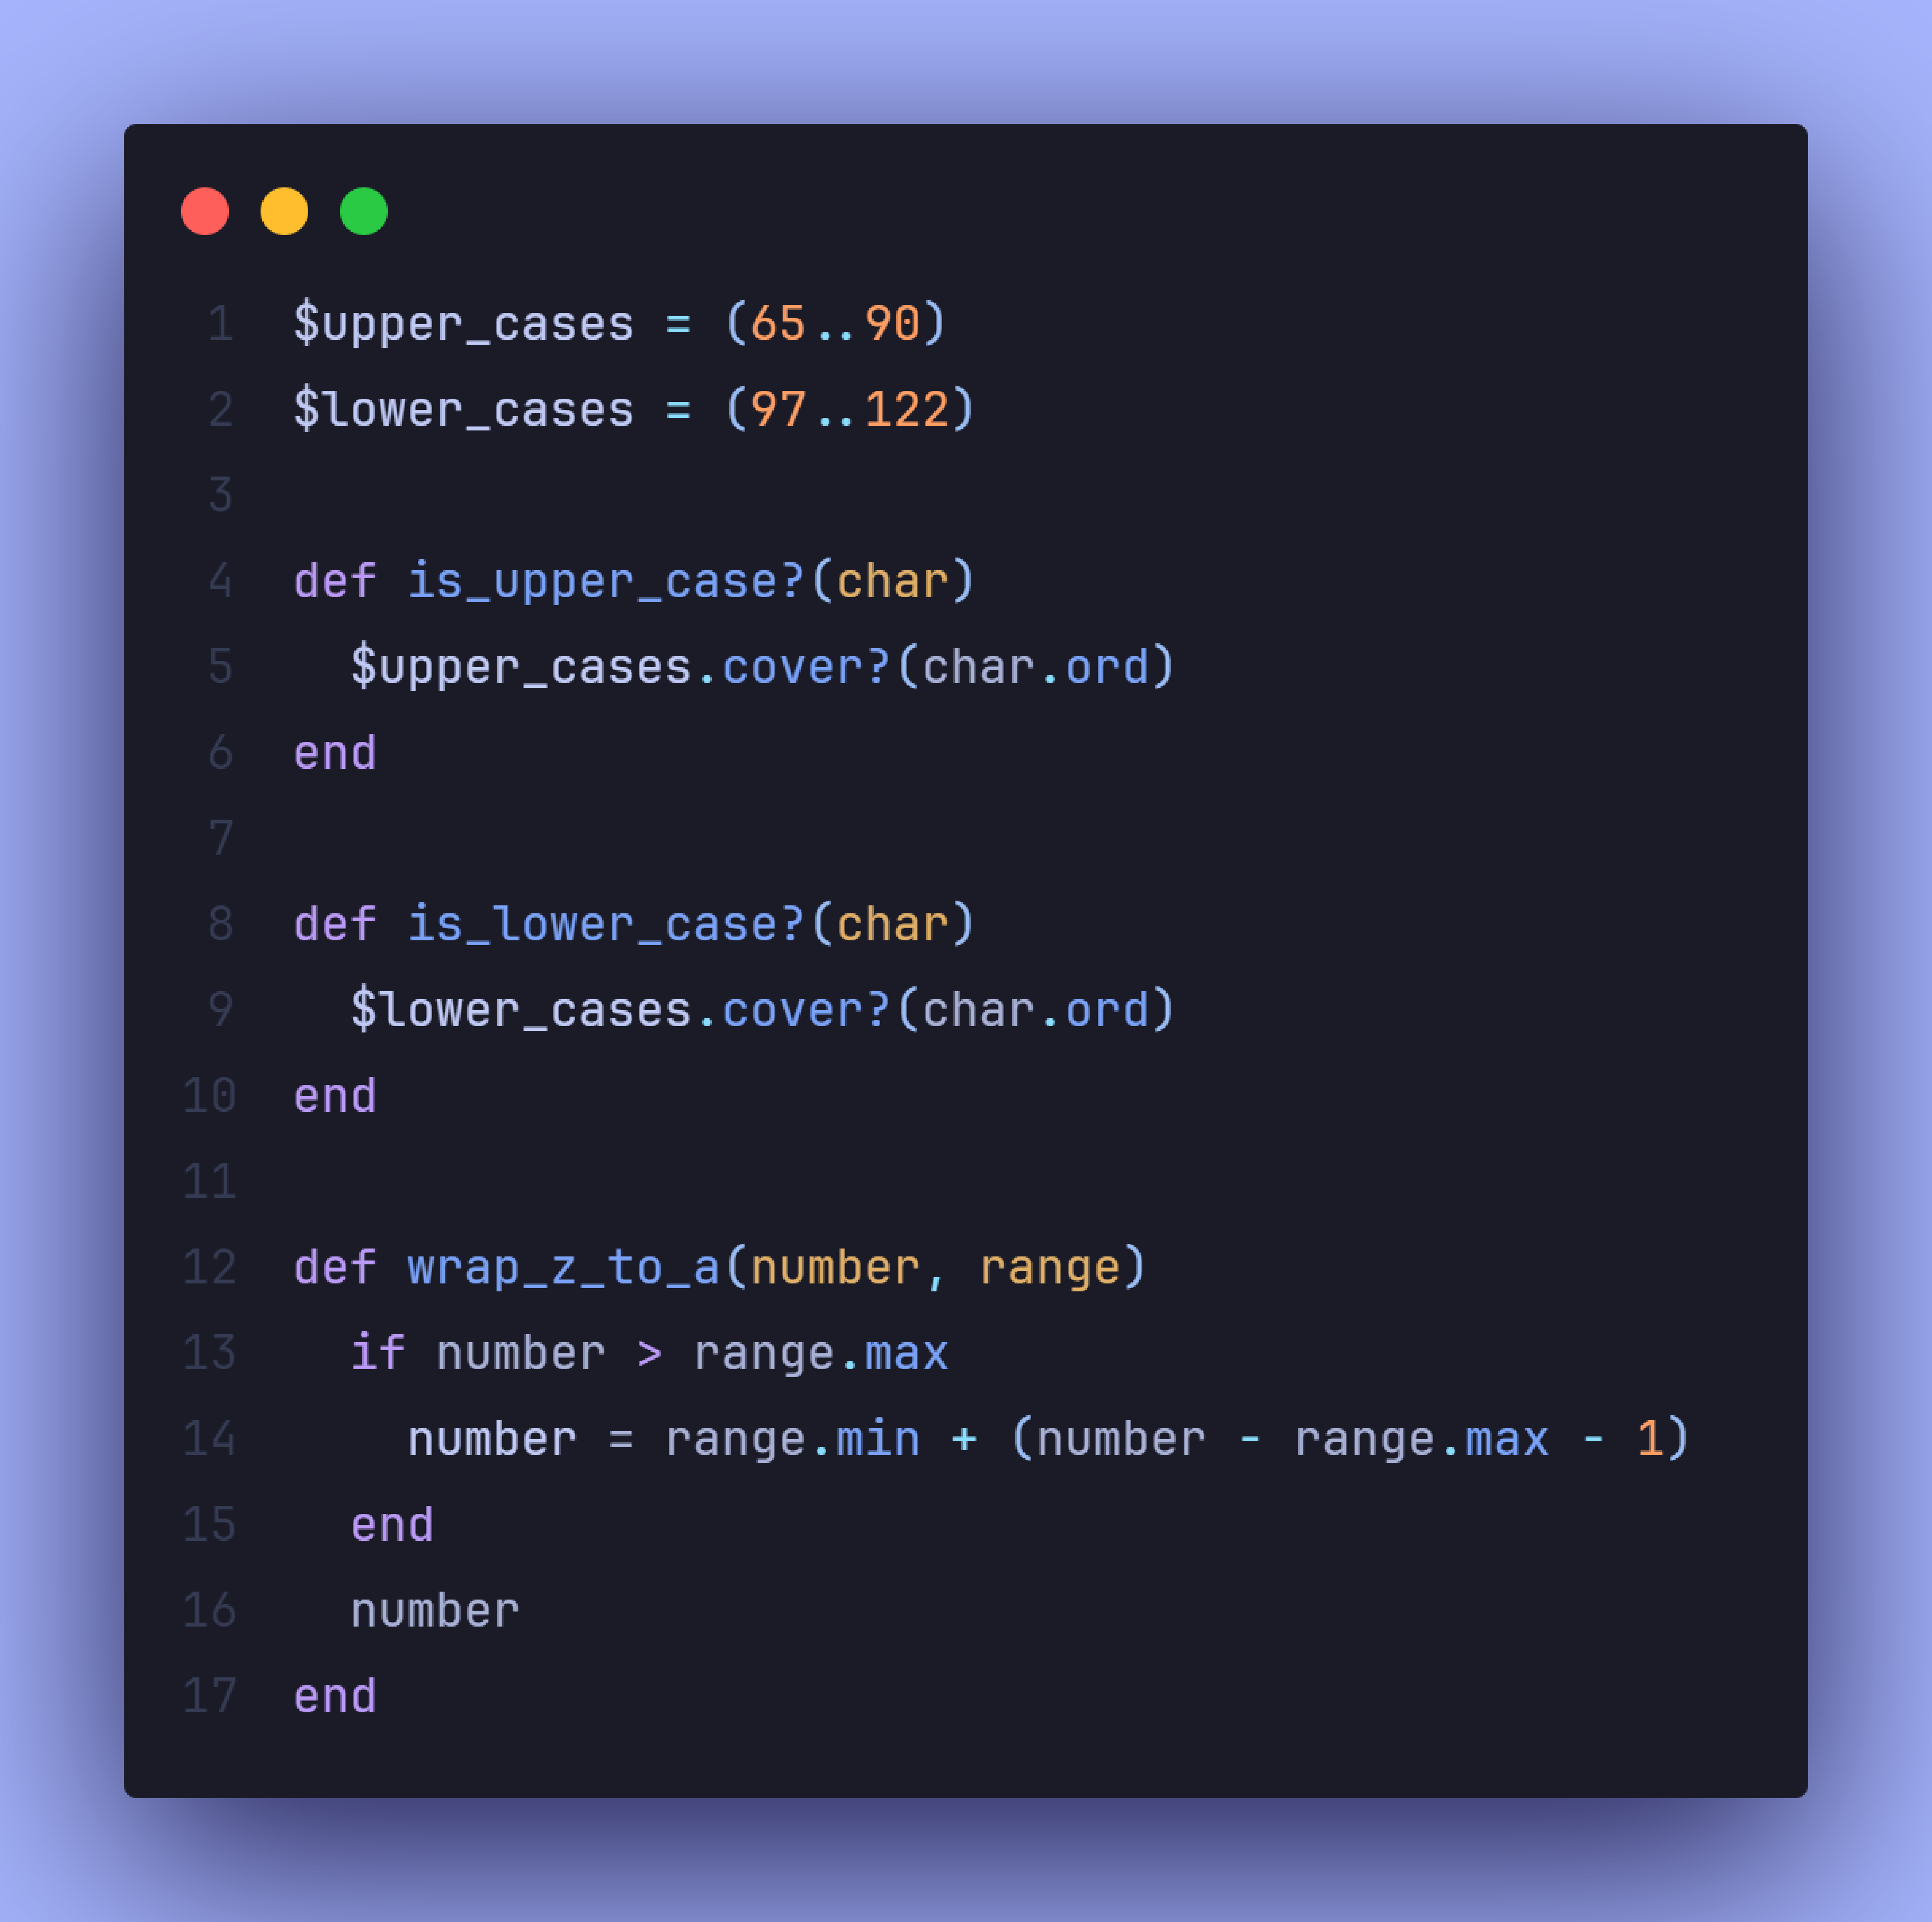 1 $upper_cases = (65..90)
2 $lower_cases = (97..122)
3
4 def is_upper_case?(char)
5   $upper_cases.cover?(char.ord)
6 end
7
8 def is_lower_case?(char)
9   $lower_cases.cover?(char.ord)
10 end
11
12 def wrap_z_to_a(number, range)
13   if number > range.max
14     number = range.min + (number - range.max - 1)
15   end
16   number
17 end